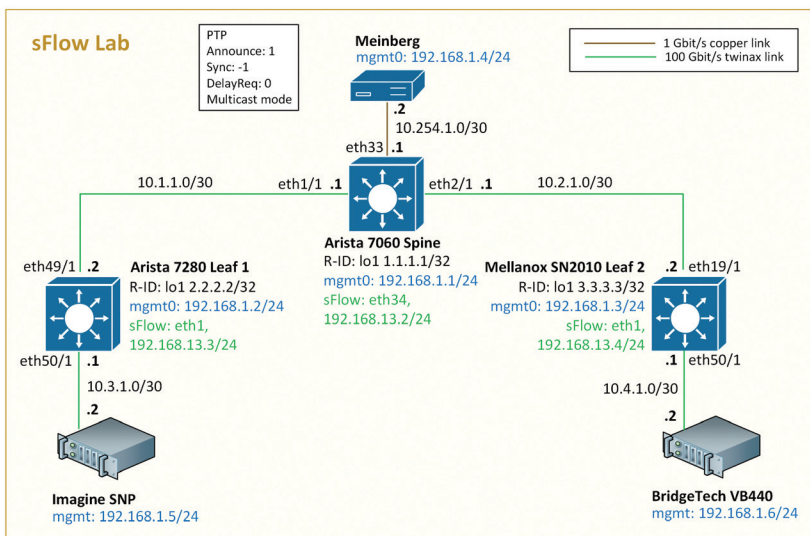 sFlow Lab
PTP
Announce: 1
Sync: -1
DelayReq: 0
Multicast mode
Meinberg
mgmt0: 192.168.1.4/24
1 Gbit/s copper link
100 Gbit/s twinax link
.2
10.254.1.0/30
eth33 .1
10.1.1.0/30
eth1/1 .1
eth2/1 .1
10.2.1.0/30
Arista 7060 Spine
R-ID: lo1 1.1.1.1/32
mgmt0: 192.168.1.1/24
sFlow: eth34,
192.168.13.2/24
eth49/1 .2
Arista 7280 Leaf 1
R-ID: lo1 2.2.2.2/32
mgmt0: 192.168.1.2/24
sFlow: eth1,
192.168.13.3/24
eth50/1 .1
10.3.1.0/30
.2
Imagine SNP
mgmt: 192.168.1.5/24
.2 eth19/1
Mellanox SN2010 Leaf 2
R-ID: lo1 3.3.3.3/32
mgmt0: 192.168.1.3/24
sFlow: eth1,
192.168.13.4/24
.1 eth50/1
10.4.1.0/30
.2
BridgeTech VB440
mgmt: 192.168.1.6/24